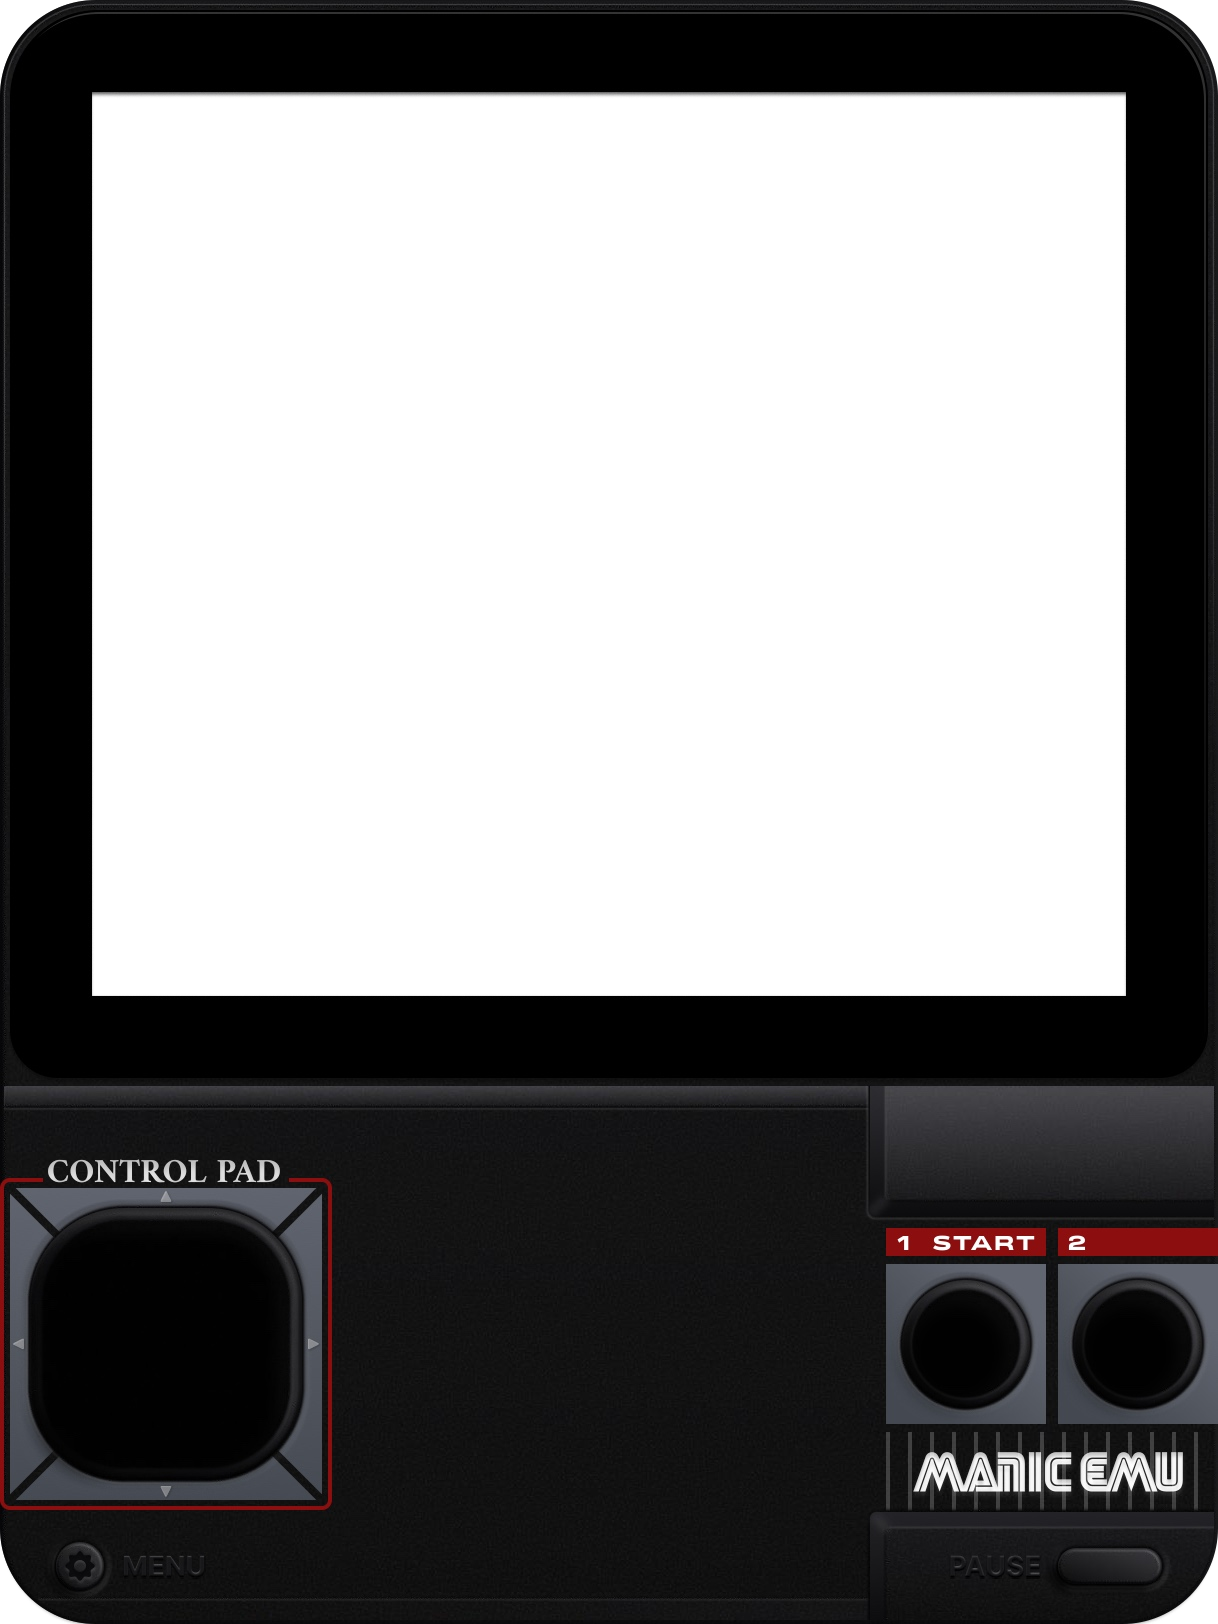 CONTROL PAD
1 START
2
MANIC EMU
MENU
PAUSE